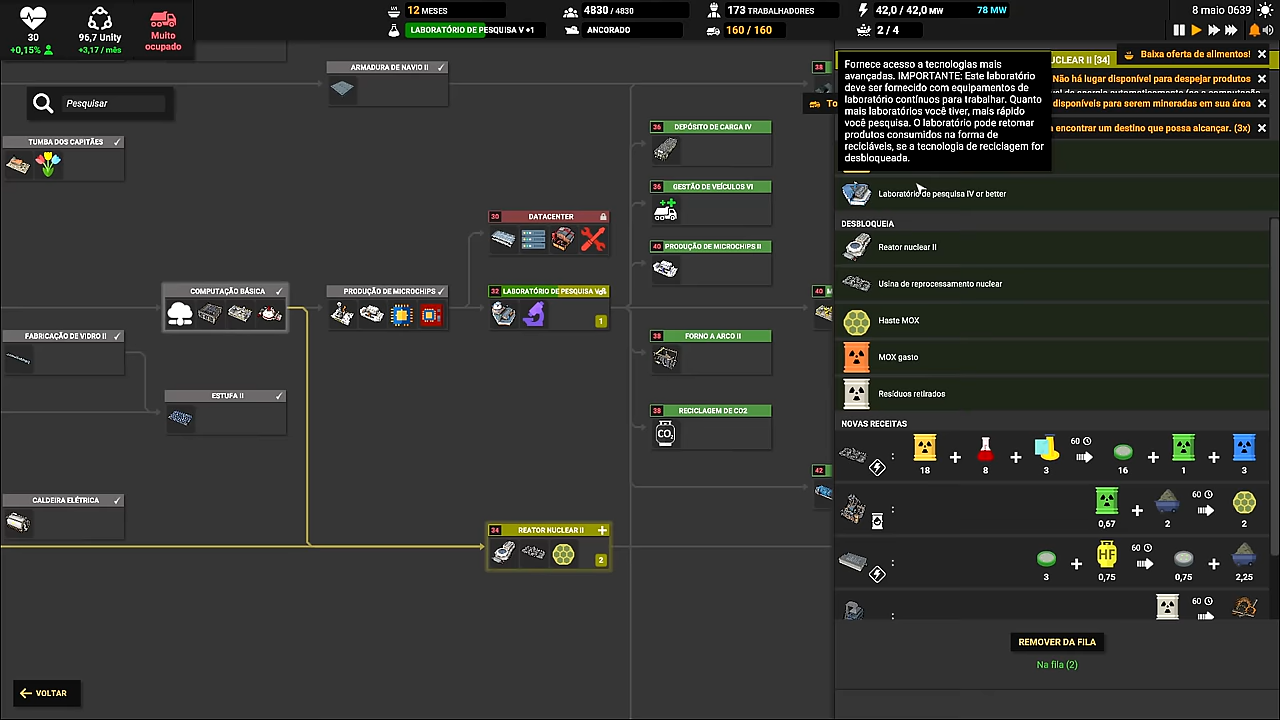 12 MESES
4830 / 4830
173 TRABALHADORES
42,0 / 42,0 MW
78 MW
8 maio 0639
30
+0,15%
96,7 Unity
+3,17 / mês
Muito
ocupado
LABORATÓRIO DE PESQUISA V +1
ANCORADO
160 / 160
2 / 4
Pesquisar
ARMADURA DE NAVIO II
TUMBA DOS CAPITÃES
COMPUTAÇÃO BÁSICA
FABRICAÇÃO DE VIDRO II
ESTUFA II
CALDEIRA ELÉTRICA
PRODUÇÃO DE MICROCHIPS
30 DATACENTER
32 LABORATÓRIO DE PESQUISA V
1
34 REATOR NUCLEAR II
2
38
36 DEPÓSITO DE CARGA IV
36 GESTÃO DE VEÍCULOS VI
40 PRODUÇÃO DE MICROCHIPS II
38 FORNO A ARCO II
38 RECICLAGEM DE CO2
CO2
40
42
To
Fornece acesso a tecnologias mais
avançadas. IMPORTANTE: Este laboratório
deve ser fornecido com equipamentos de
laboratório contínuos para trabalhar. Quanto
mais laboratórios você tiver, mais rápido
você pesquisa. O laboratório pode retomar
produtos consumidos na forma de
recicláveis, se a tecnologia de reciclagem for
desbloqueada.
UCLEAR II [34]
Baixa oferta de alimentos!
Não há lugar disponível para despejar produtos
disponíveis para serem mineradas em sua área
a encontrar um destino que possa alcançar. (3x)
Laboratório de pesquisa IV or better
DESBLOQUEIA
Reator nuclear II
Usina de reprocessamento nuclear
Haste MOX
MOX gasto
Resíduos retirados
NOVAS RECEITAS
: 18 + 8 + 3 60 16 + 1 + 3
: 0,67 + 2 60 2
: 3 + HF 0,75 60 0,75 + 2,25
: 60
REMOVER DA FILA
Na fila (2)
VOLTAR